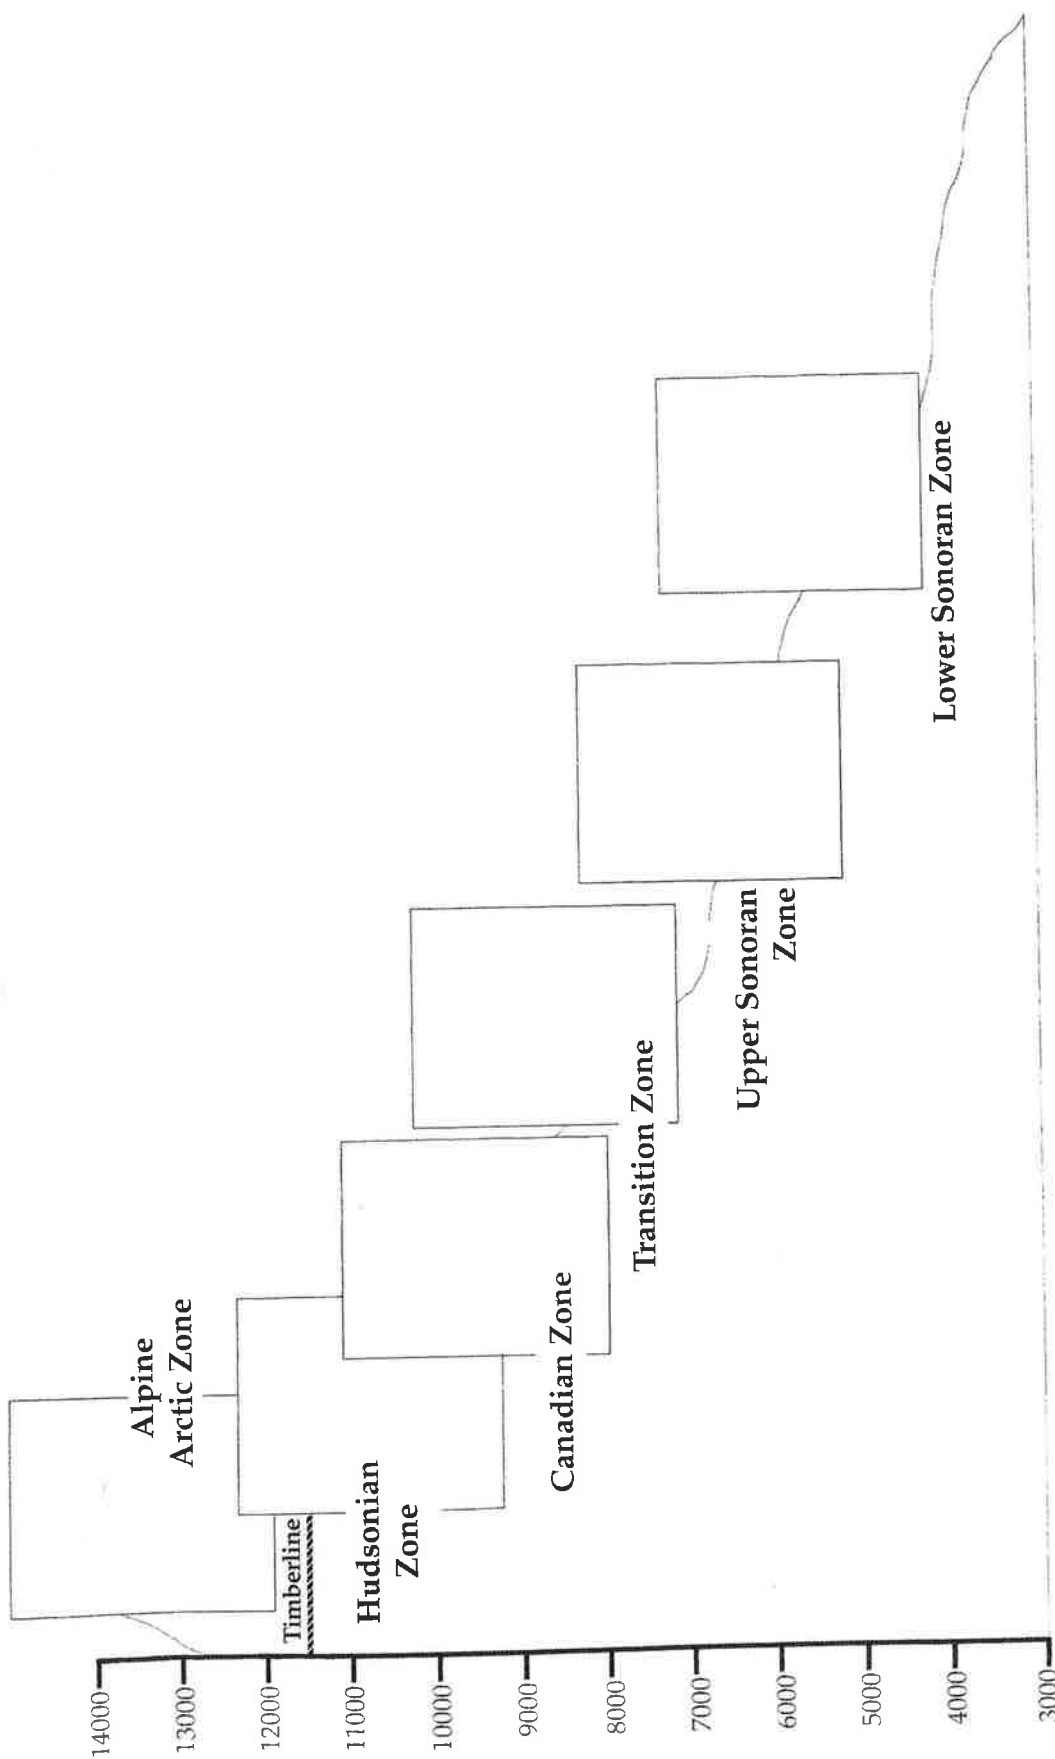 14000
13000
12000
11000
10000
9000
8000
7000
6000
5000
4000
3000
Alpine
Arctic Zone
Timberline
Hudsonian
Zone
Canadian Zone
Transition Zone
Upper Sonoran
Zone
Lower Sonoran Zone